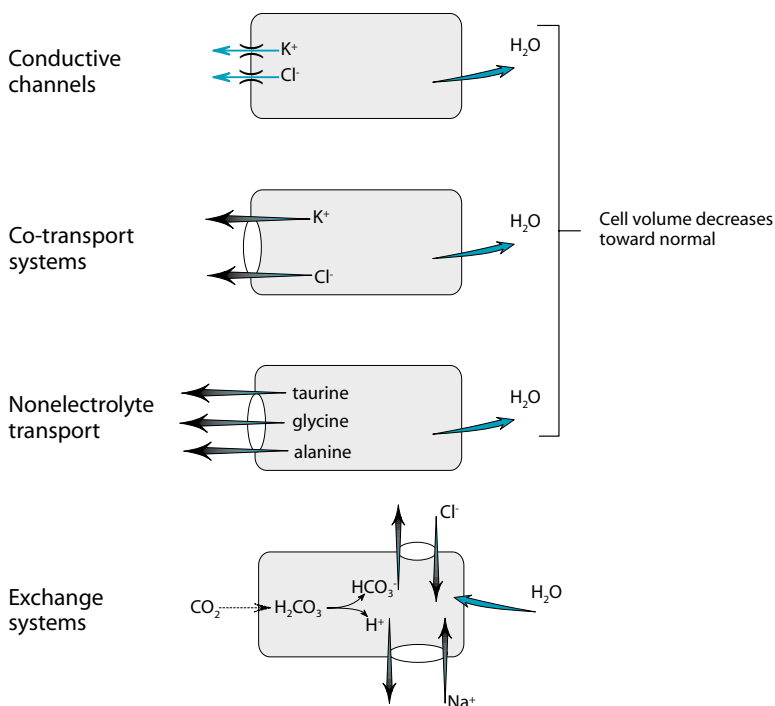 Conductive
channels
K⁺
Cl⁻
H₂O
Co-transport
systems
K⁺
Cl⁻
H₂O
Cell volume decreases
toward normal
Nonelectrolyte
transport
taurine
glycine
alanine
H₂O
Exchange
systems
CO₂
H₂CO₃
HCO₃⁻
H⁺
Cl⁻
Na⁺
H₂O